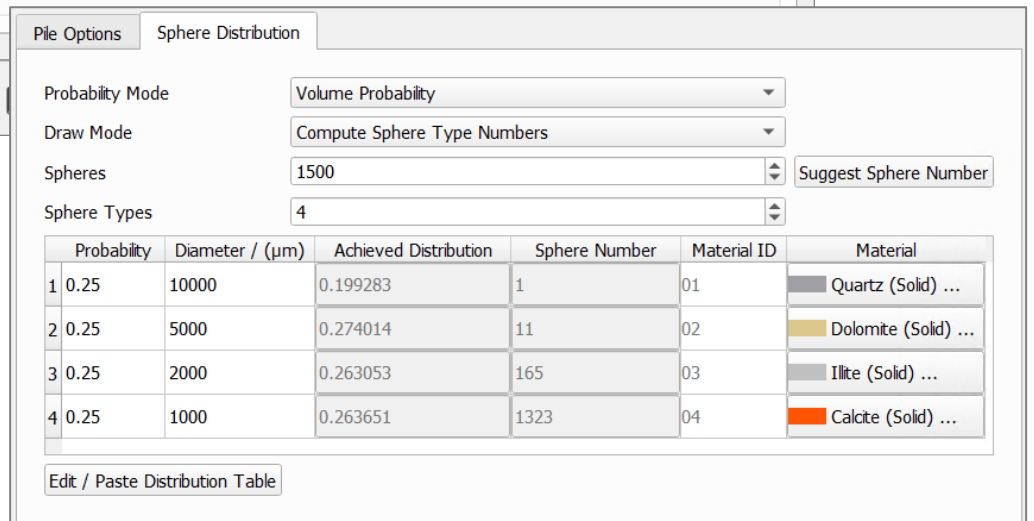 Pile Options Sphere Distribution
Probability Mode Volume Probability
Draw Mode Compute Sphere Type Numbers
Spheres 1500 Suggest Sphere Number
Sphere Types 4
Probability Diameter / (µm) Achieved Distribution Sphere Number Material ID Material
1 0.25 10000 0.199283 1 01 Quartz (Solid) ...
2 0.25 5000 0.274014 11 02 Dolomite (Solid) ...
3 0.25 2000 0.263053 165 03 Illite (Solid) ...
4 0.25 1000 0.263651 1323 04 Calcite (Solid) ...
Edit / Paste Distribution Table